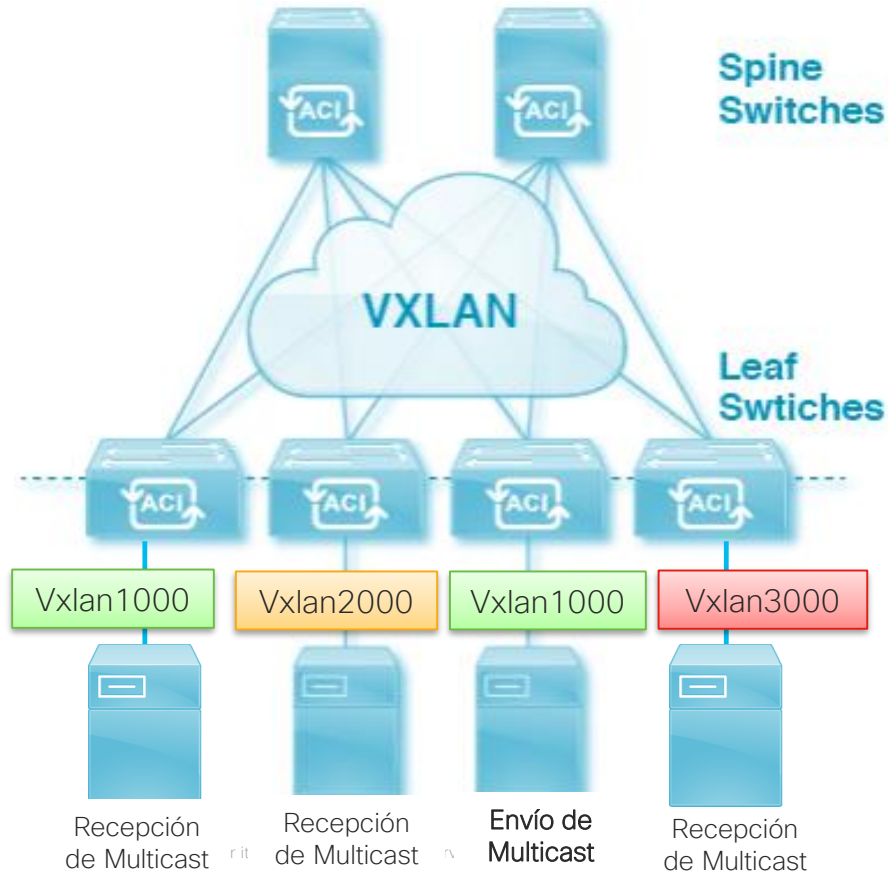 ACI
ACI
Spine
Switches
VXLAN
Leaf
Swtiches
ACI
ACI
ACI
ACI
Vxlan1000
Vxlan2000
Vxlan1000
Vxlan3000
Recepción
de Multicast
Recepción
de Multicast
Envío de
Multicast
Recepción
de Multicast